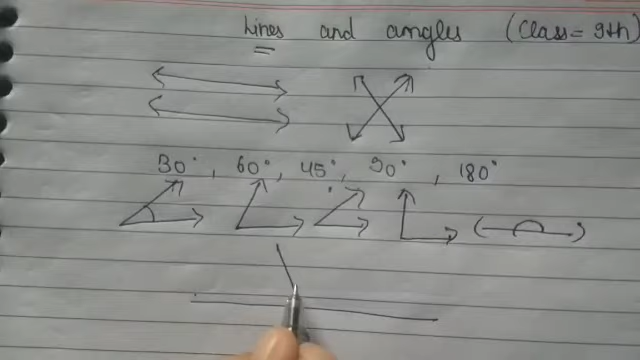 Lines and angles (Class = 9th)
30°, 60°, 45°, 90°, 180°